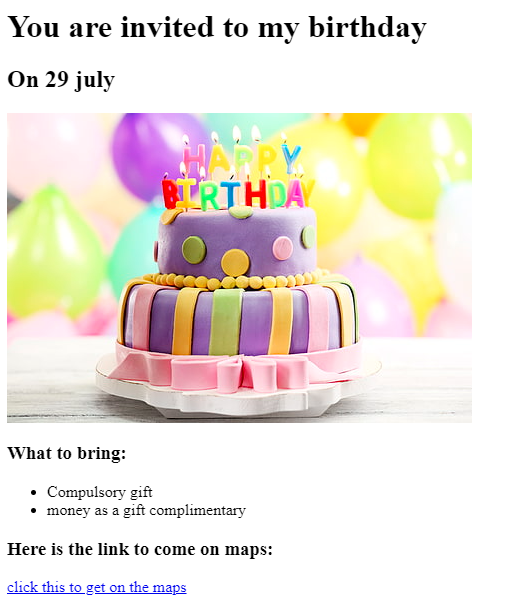 You are invited to my birthday
On 29 july
HAPPY
BIRTHDAY
What to bring:
Compulsory gift
money as a gift complimentary
Here is the link to come on maps:
click this to get on the maps